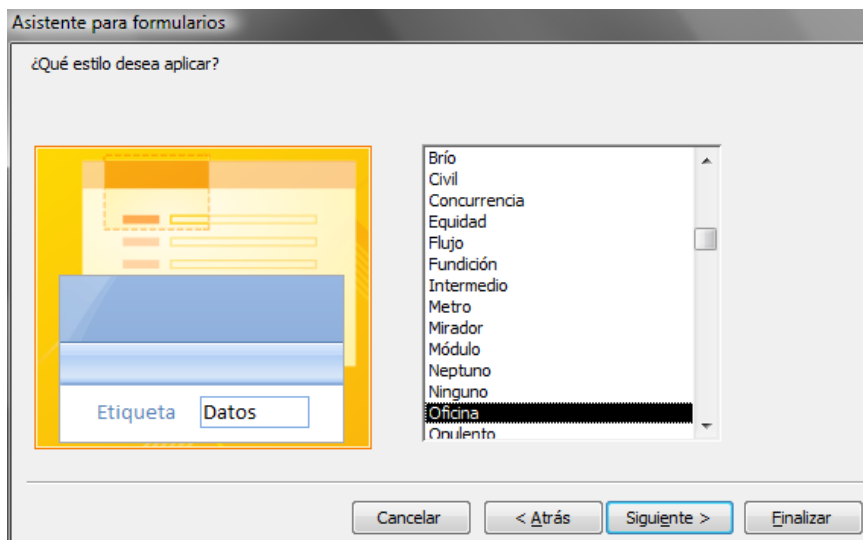 Asistente para formularios
¿Qué estilo desea aplicar?
Etiqueta Datos
Brío
Civil
Concurrencia
Equidad
Flujo
Fundición
Intermedio
Metro
Mirador
Módulo
Neptuno
Ninguno
Oficina
Opulento
Cancelar < Atrás Siguiente > Finalizar